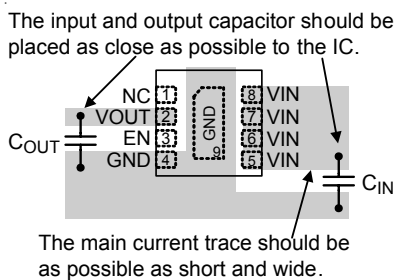 The input and output capacitor should be
placed as close as possible to the IC.
NC 1 8 VIN
VOUT 2 7 VIN
EN 3 6 VIN
GND 4 5 VIN
GND
9
COUT
CIN
The main current trace should be
as possible as short and wide.